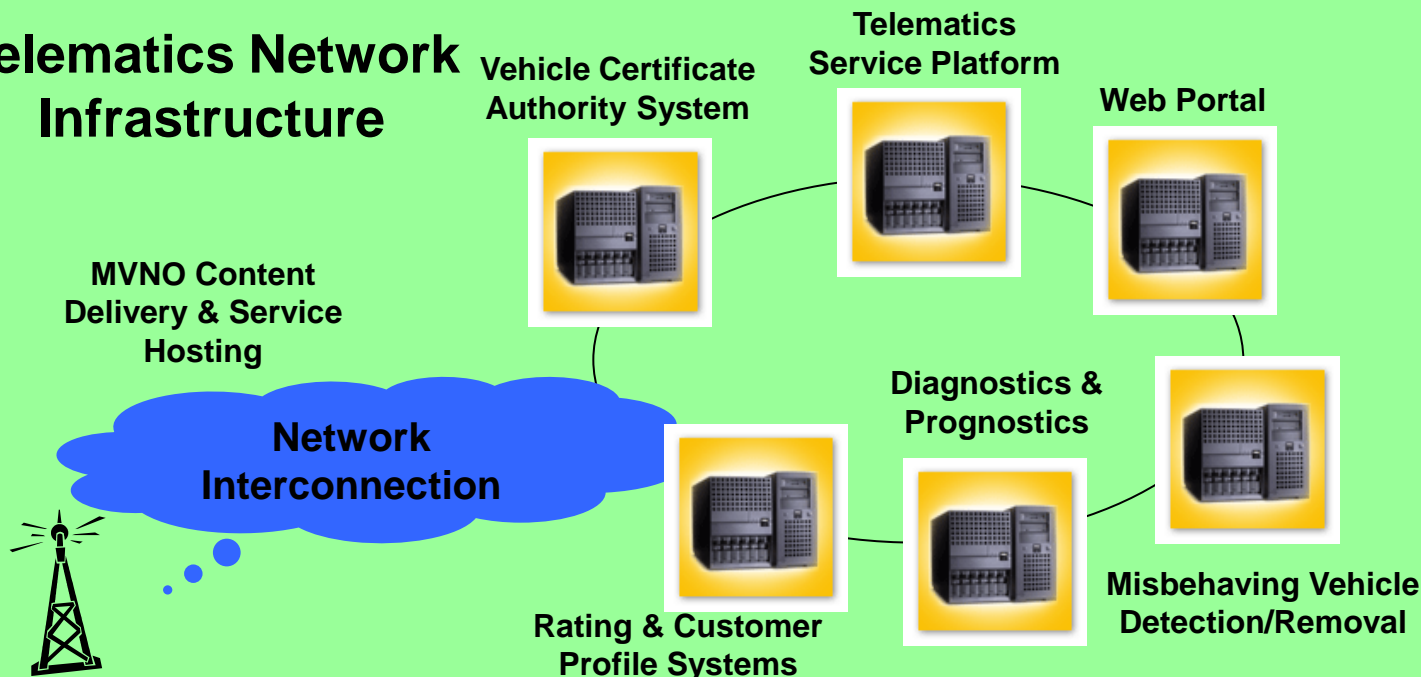 elematics Network
Infrastructure
Vehicle Certificate
Authority System
Telematics
Service Platform
Web Portal
MVNO Content
Delivery & Service
Hosting
Network
Interconnection
Diagnostics &
Prognostics
Rating & Customer
Profile Systems
Misbehaving Vehicle
Detection/Removal